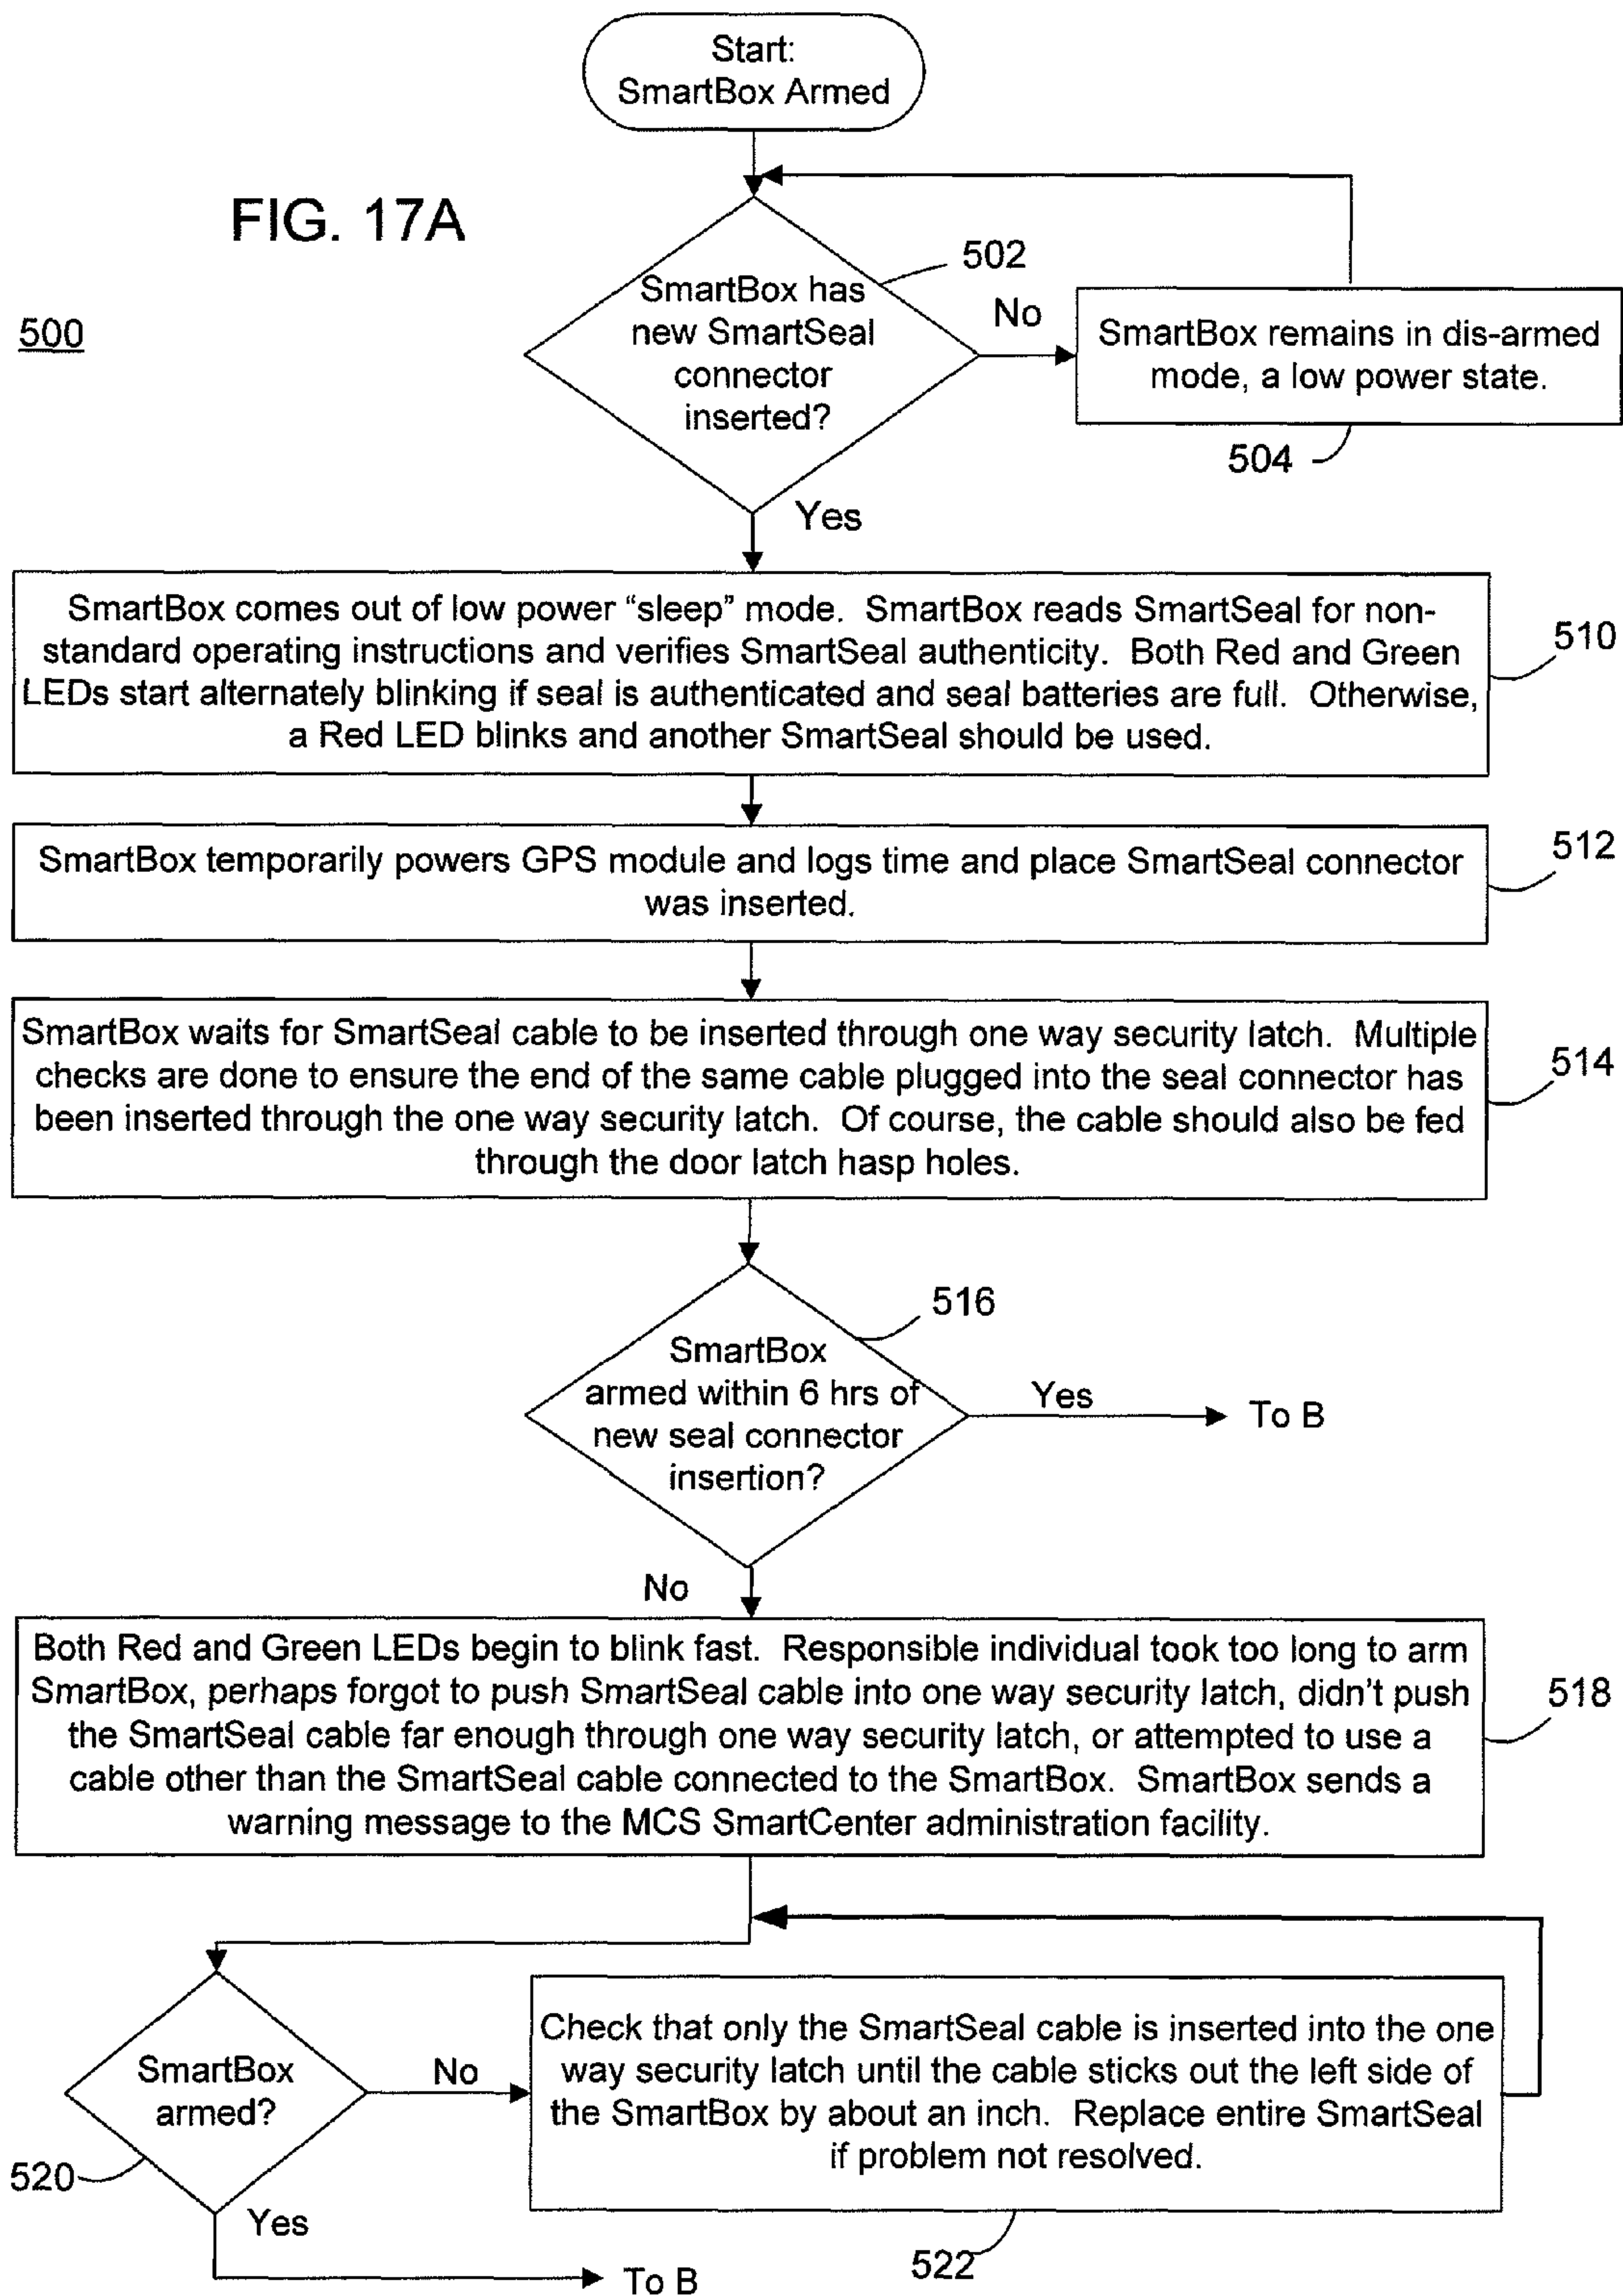 Start:
SmartBox Armed
FIG. 17A
500
502
SmartBox has
new SmartSeal
connector
inserted?
No
SmartBox remains in dis-armed
mode, a low power state.
504
Yes
SmartBox comes out of low power “sleep” mode. SmartBox reads SmartSeal for non-
standard operating instructions and verifies SmartSeal authenticity. Both Red and Green
LEDs start alternately blinking if seal is authenticated and seal batteries are full. Otherwise,
a Red LED blinks and another SmartSeal should be used.
510
SmartBox temporarily powers GPS module and logs time and place SmartSeal connector
was inserted.
512
SmartBox waits for SmartSeal cable to be inserted through one way security latch. Multiple
checks are done to ensure the end of the same cable plugged into the seal connector has
been inserted through the one way security latch. Of course, the cable should also be fed
through the door latch hasp holes.
514
516
SmartBox
armed within 6 hrs of
new seal connector
insertion?
Yes
To B
No
Both Red and Green LEDs begin to blink fast. Responsible individual took too long to arm
SmartBox, perhaps forgot to push SmartSeal cable into one way security latch, didn’t push
the SmartSeal cable far enough through one way security latch, or attempted to use a
cable other than the SmartSeal cable connected to the SmartBox. SmartBox sends a
warning message to the MCS SmartCenter administration facility.
518
SmartBox
armed?
No
Check that only the SmartSeal cable is inserted into the one
way security latch until the cable sticks out the left side of
the SmartBox by about an inch. Replace entire SmartSeal
if problem not resolved.
520
Yes
522
To B